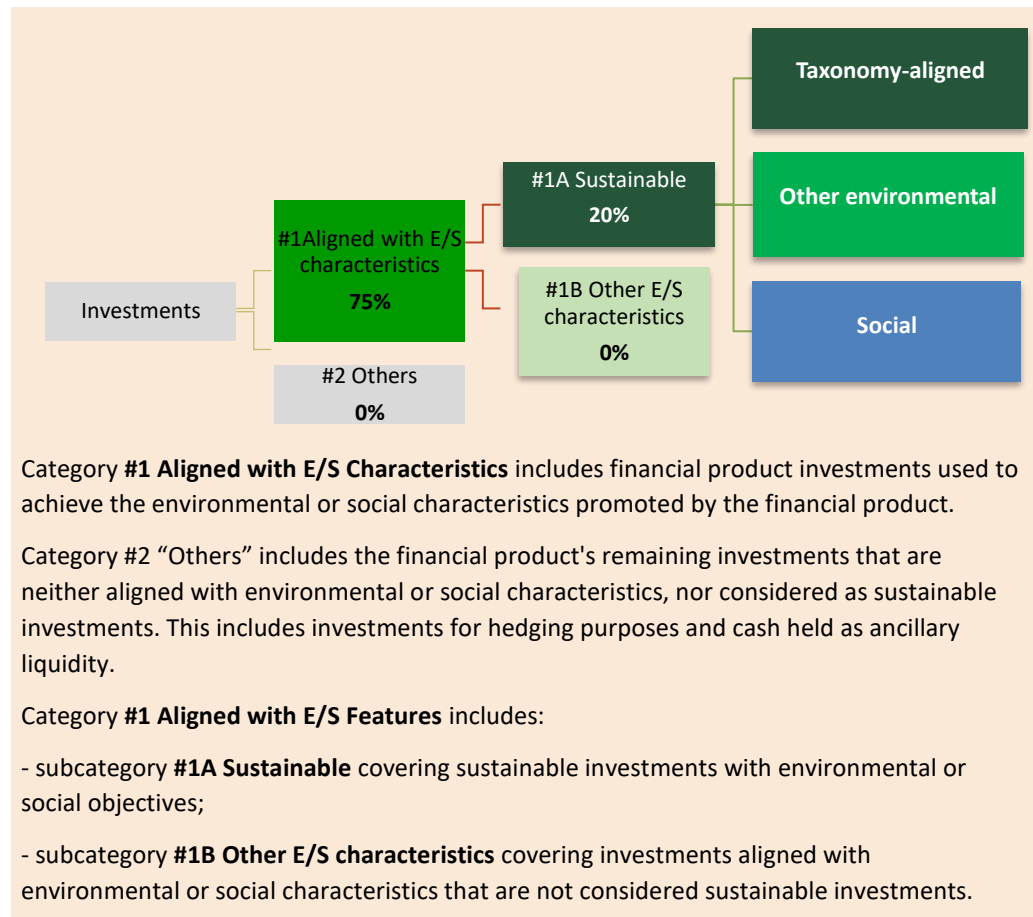 Taxonomy-aligned
#1A Sustainable
20%
Other environmental
#1Aligned with E/S
characteristics
75%
#1B Other E/S
characteristics
0%
Investments
Social
#2 Others
0%
Category #1 Aligned with E/S Characteristics includes financial product investments used to
achieve the environmental or social characteristics promoted by the financial product.
Category #2 “Others” includes the financial product's remaining investments that are
neither aligned with environmental or social characteristics, nor considered as sustainable
investments. This includes investments for hedging purposes and cash held as ancillary
liquidity.
Category #1 Aligned with E/S Features includes:
- subcategory #1A Sustainable covering sustainable investments with environmental or
social objectives;
- subcategory #1B Other E/S characteristics covering investments aligned with
environmental or social characteristics that are not considered sustainable investments.